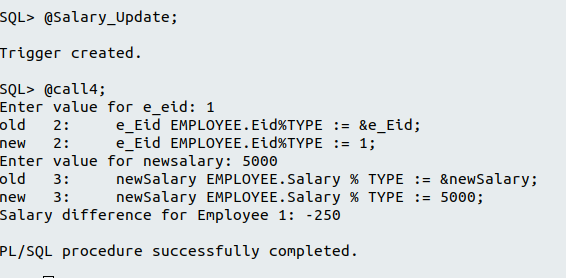 SQL> @Salary_Update;
Trigger created.
SQL> @call4;
Enter value for e_eid: 1
old   2:     e_Eid EMPLOYEE.Eid%TYPE := &e_Eid;
new   2:     e_Eid EMPLOYEE.Eid%TYPE := 1;
Enter value for newsalary: 5000
old   3:     newSalary EMPLOYEE.Salary % TYPE := &newSalary;
new   3:     newSalary EMPLOYEE.Salary % TYPE := 5000;
Salary difference for Employee 1: -250
PL/SQL procedure successfully completed.